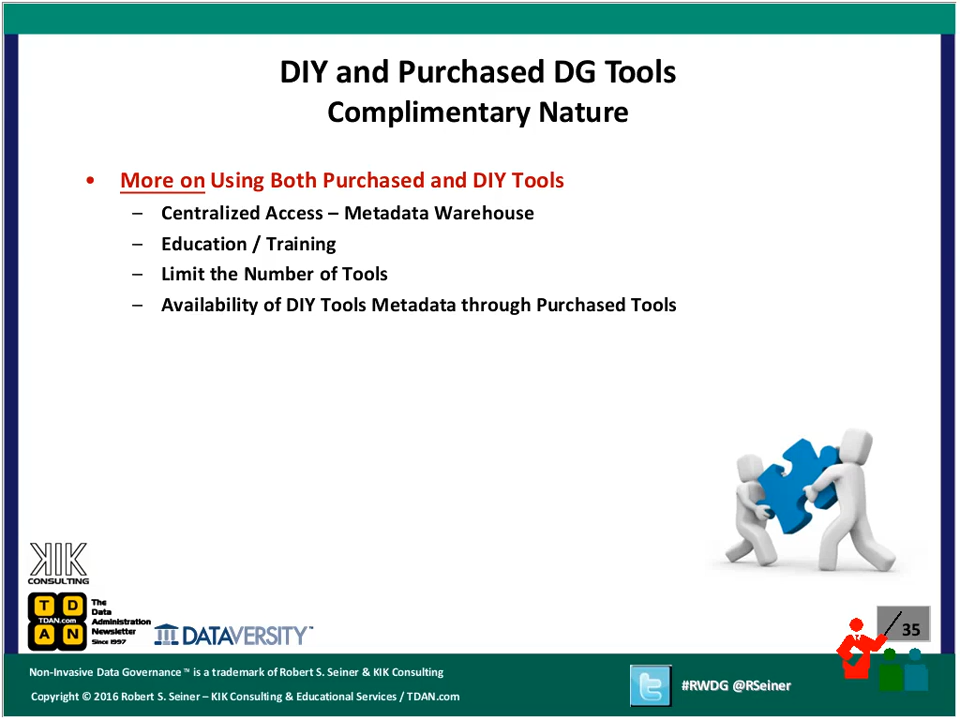 DIY and Purchased DG Tools
Complimentary Nature
• More on Using Both Purchased and DIY Tools
– Centralized Access – Metadata Warehouse
– Education / Training
– Limit the Number of Tools
– Availability of DIY Tools Metadata through Purchased Tools
KIK
CONSULTING
T D
TDAN.com
A N
The
Data
Administration
Newsletter
Since 1997
DATAVERSITY™
35
Non-Invasive Data Governance ™ is a trademark of Robert S. Seiner & KIK Consulting
Copyright © 2016 Robert S. Seiner – KIK Consulting & Educational Services / TDAN.com
#RWDG @RSeiner